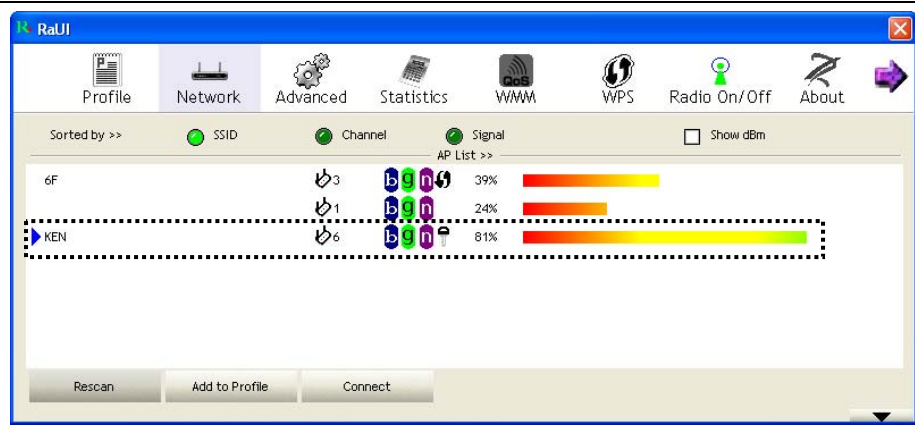 RaUI
Profile Network Advanced Statistics QoS WMM WPS Radio On/Off About
Sorted by >> SSID Channel Signal Show dBm
AP List >>
6F 3 b g n 39%
1 b g n 24%
KEN 6 b g n 81%
Rescan Add to Profile Connect